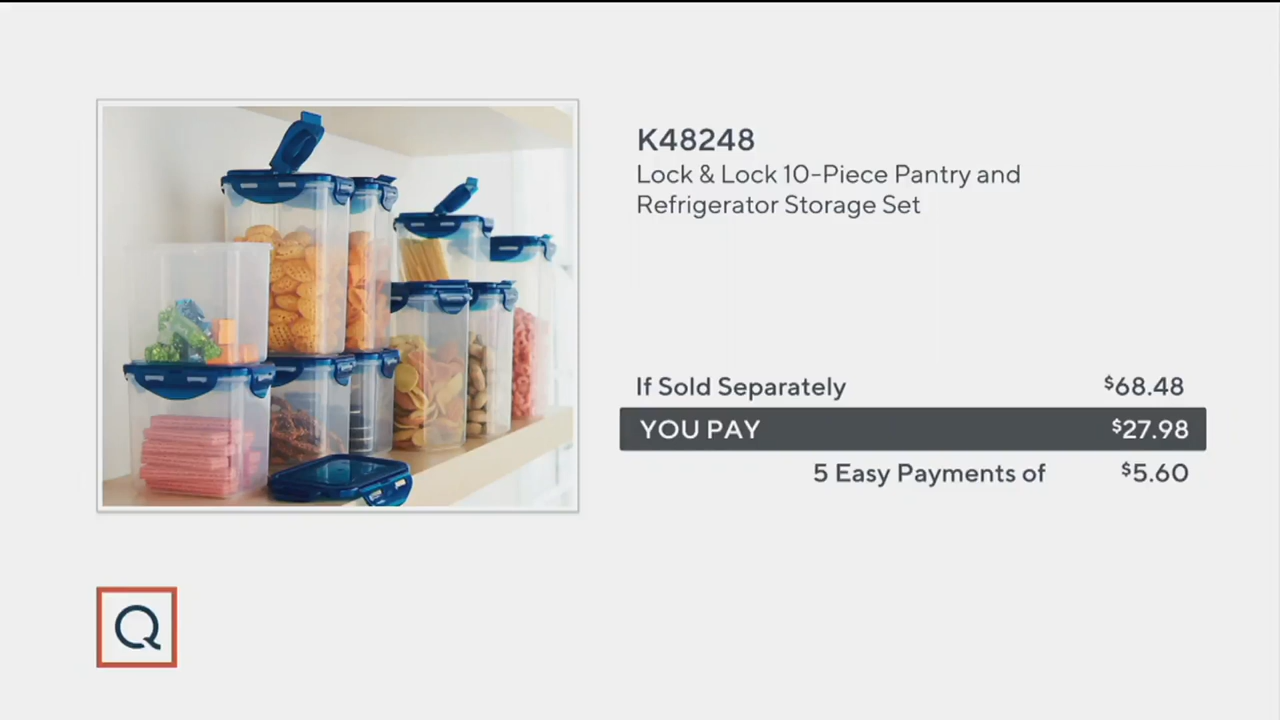 K48248
Lock & Lock 10-Piece Pantry and
Refrigerator Storage Set
If Sold Separately $68.48
YOU PAY $27.98
5 Easy Payments of $5.60
Q